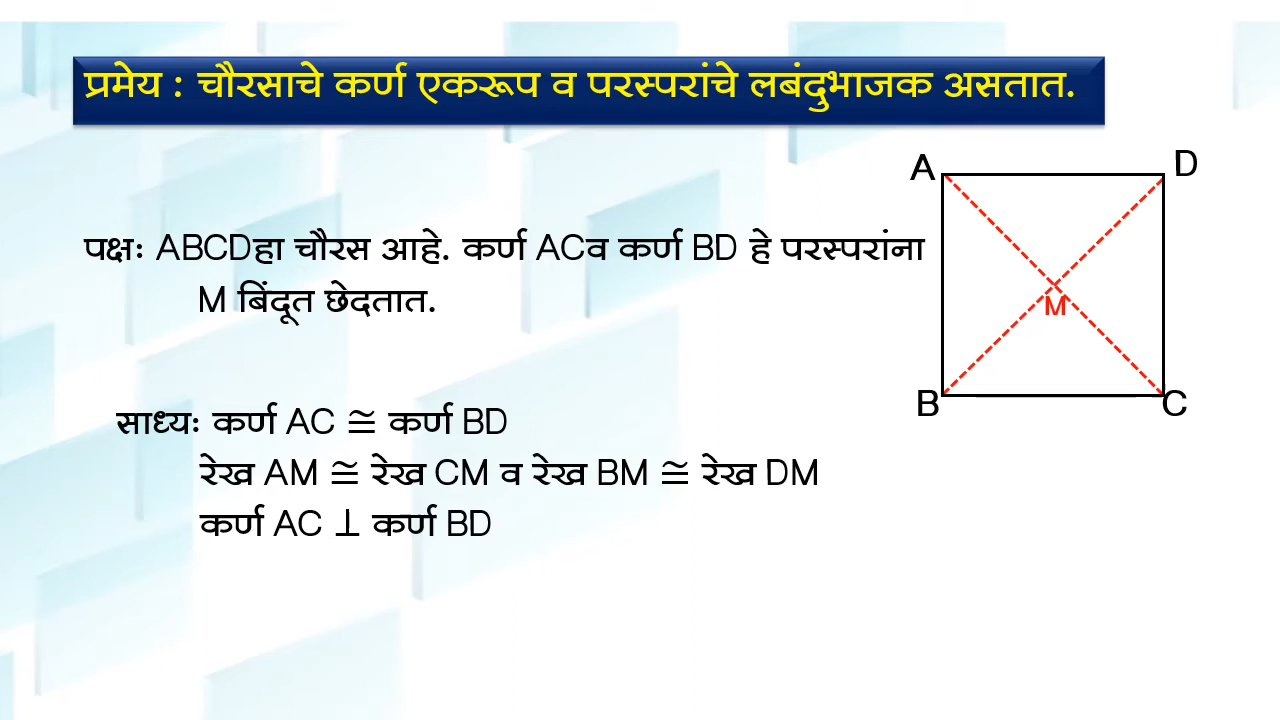 प्रमेय : चौरसाचे कर्ण एकरूप व परस्परांचे लबंदुभाजक असतात.
A
D
पक्षः ABCDहा चौरस आहे. कर्ण ACव कर्ण BD हे परस्परांना
M बिंदूत छेदतात.
M
B
C
साध्यः कर्ण AC ≅ कर्ण BD
रेख AM ≅ रेख CM व रेख BM ≅ रेख DM
कर्ण AC ⊥ कर्ण BD